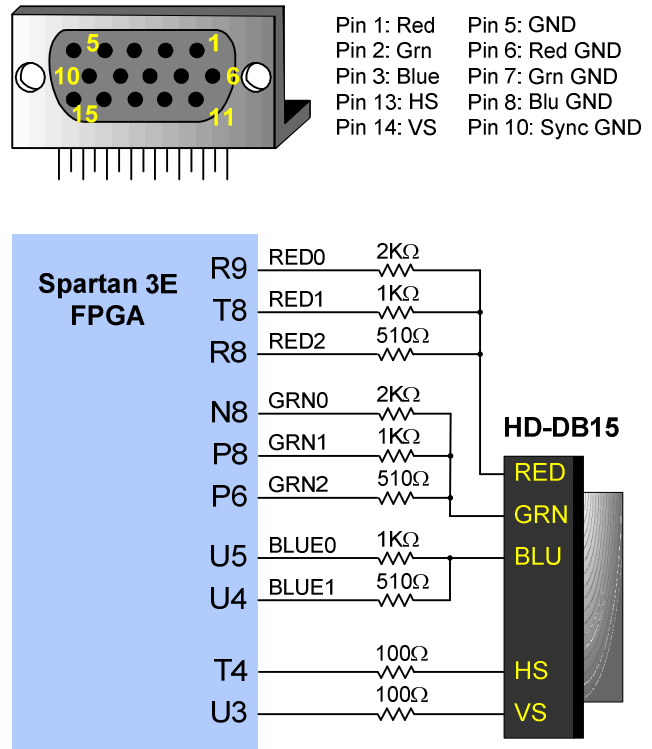 5 1
10 6
15 11
Pin 1: Red Pin 5: GND
Pin 2: Grn Pin 6: Red GND
Pin 3: Blue Pin 7: Grn GND
Pin 13: HS Pin 8: Blu GND
Pin 14: VS Pin 10: Sync GND
Spartan 3E
FPGA
R9 RED0 2KΩ
T8 RED1 1KΩ
R8 RED2 510Ω
N8 GRN0 2KΩ
P8 GRN1 1KΩ
P6 GRN2 510Ω
U5 BLUE0 1KΩ
U4 BLUE1 510Ω
T4 100Ω
U3 100Ω
HD-DB15
RED
GRN
BLU
HS
VS